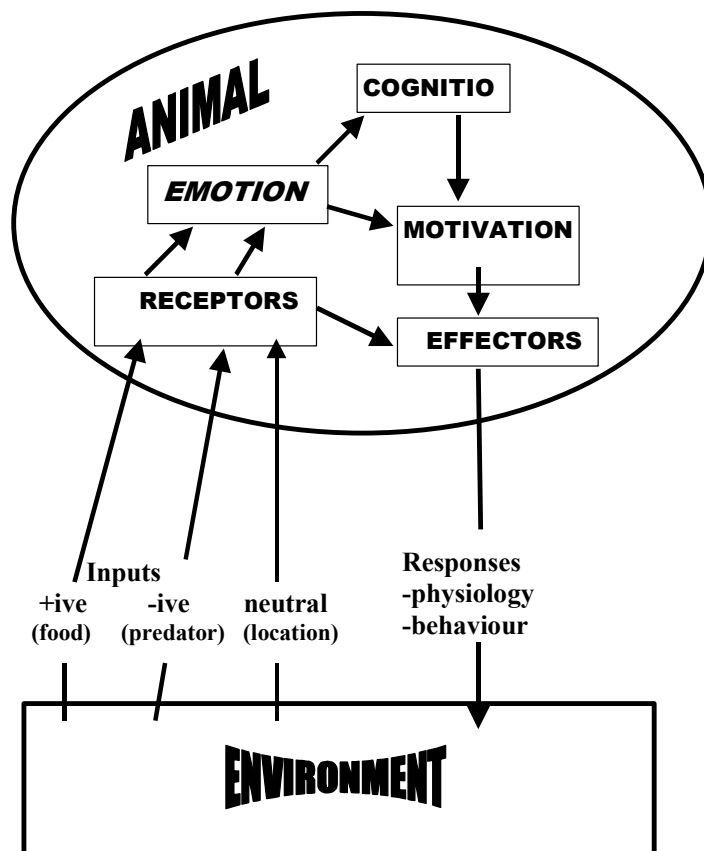 ANIMAL
COGNITIO
EMOTION
MOTIVATION
RECEPTORS
EFFECTORS
Inputs
+ive
(food)
-ive
(predator)
neutral
(location)
Responses
-physiology
-behaviour
ENVIRONMENT